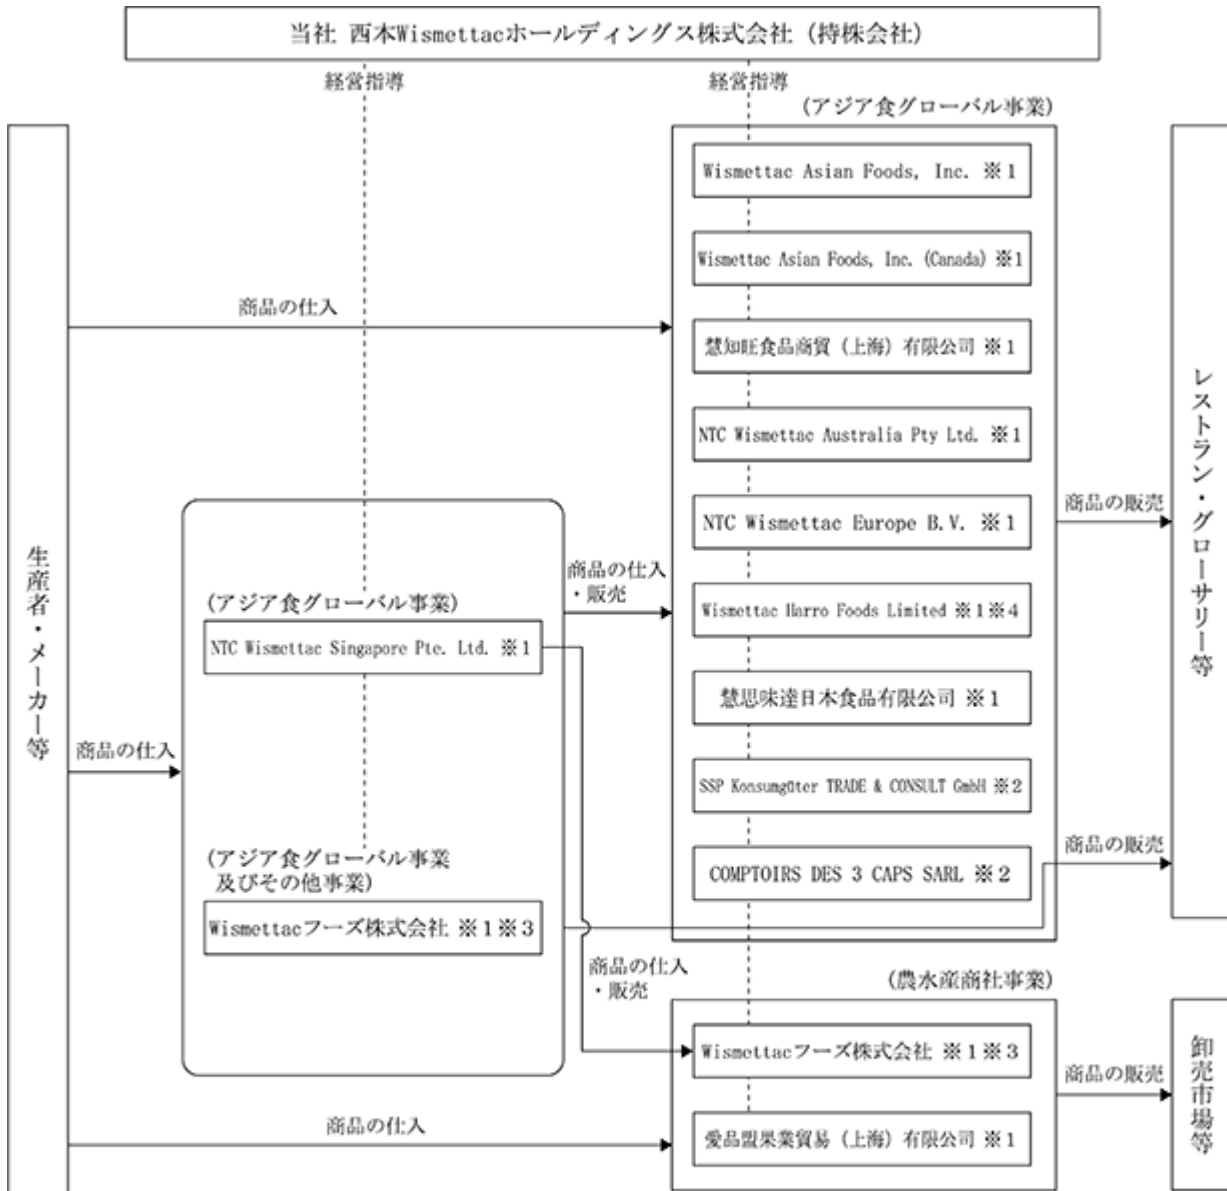 当社 西本Wismettacホールディングス株式会社(持株会社)
経営指導
経営指導
(アジア食グローバル事業)
Wismettac Asian Foods, Inc. ※1
Wismettac Asian Foods, Inc. (Canada) ※1
商品の仕入
慧知旺食品商貿(上海)有限公司 ※1
NTC Wismettac Australia Pty Ltd. ※1
NTC Wismettac Europe B.V. ※1
商品の販売
レストラン・グローサリー等
生産者・メーカー等
商品の仕入
・販売
(アジア食グローバル事業)
NTC Wismettac Singapore Pte. Ltd. ※1
Wismettac Harro Foods Limited ※1※4
慧思味達日本食品有限公司 ※1
商品の仕入
SSP Konsumgüter TRADE & CONSULT GmbH ※2
商品の販売
(アジア食グローバル事業
及びその他事業)
COMPTOIRS DES 3 CAPS SARL ※2
Wismettacフーズ株式会社 ※1※3
商品の仕入
・販売
(農水産商社事業)
Wismettacフーズ株式会社 ※1※3
商品の販売
卸売市場等
商品の仕入
愛品盟果業貿易(上海)有限公司 ※1